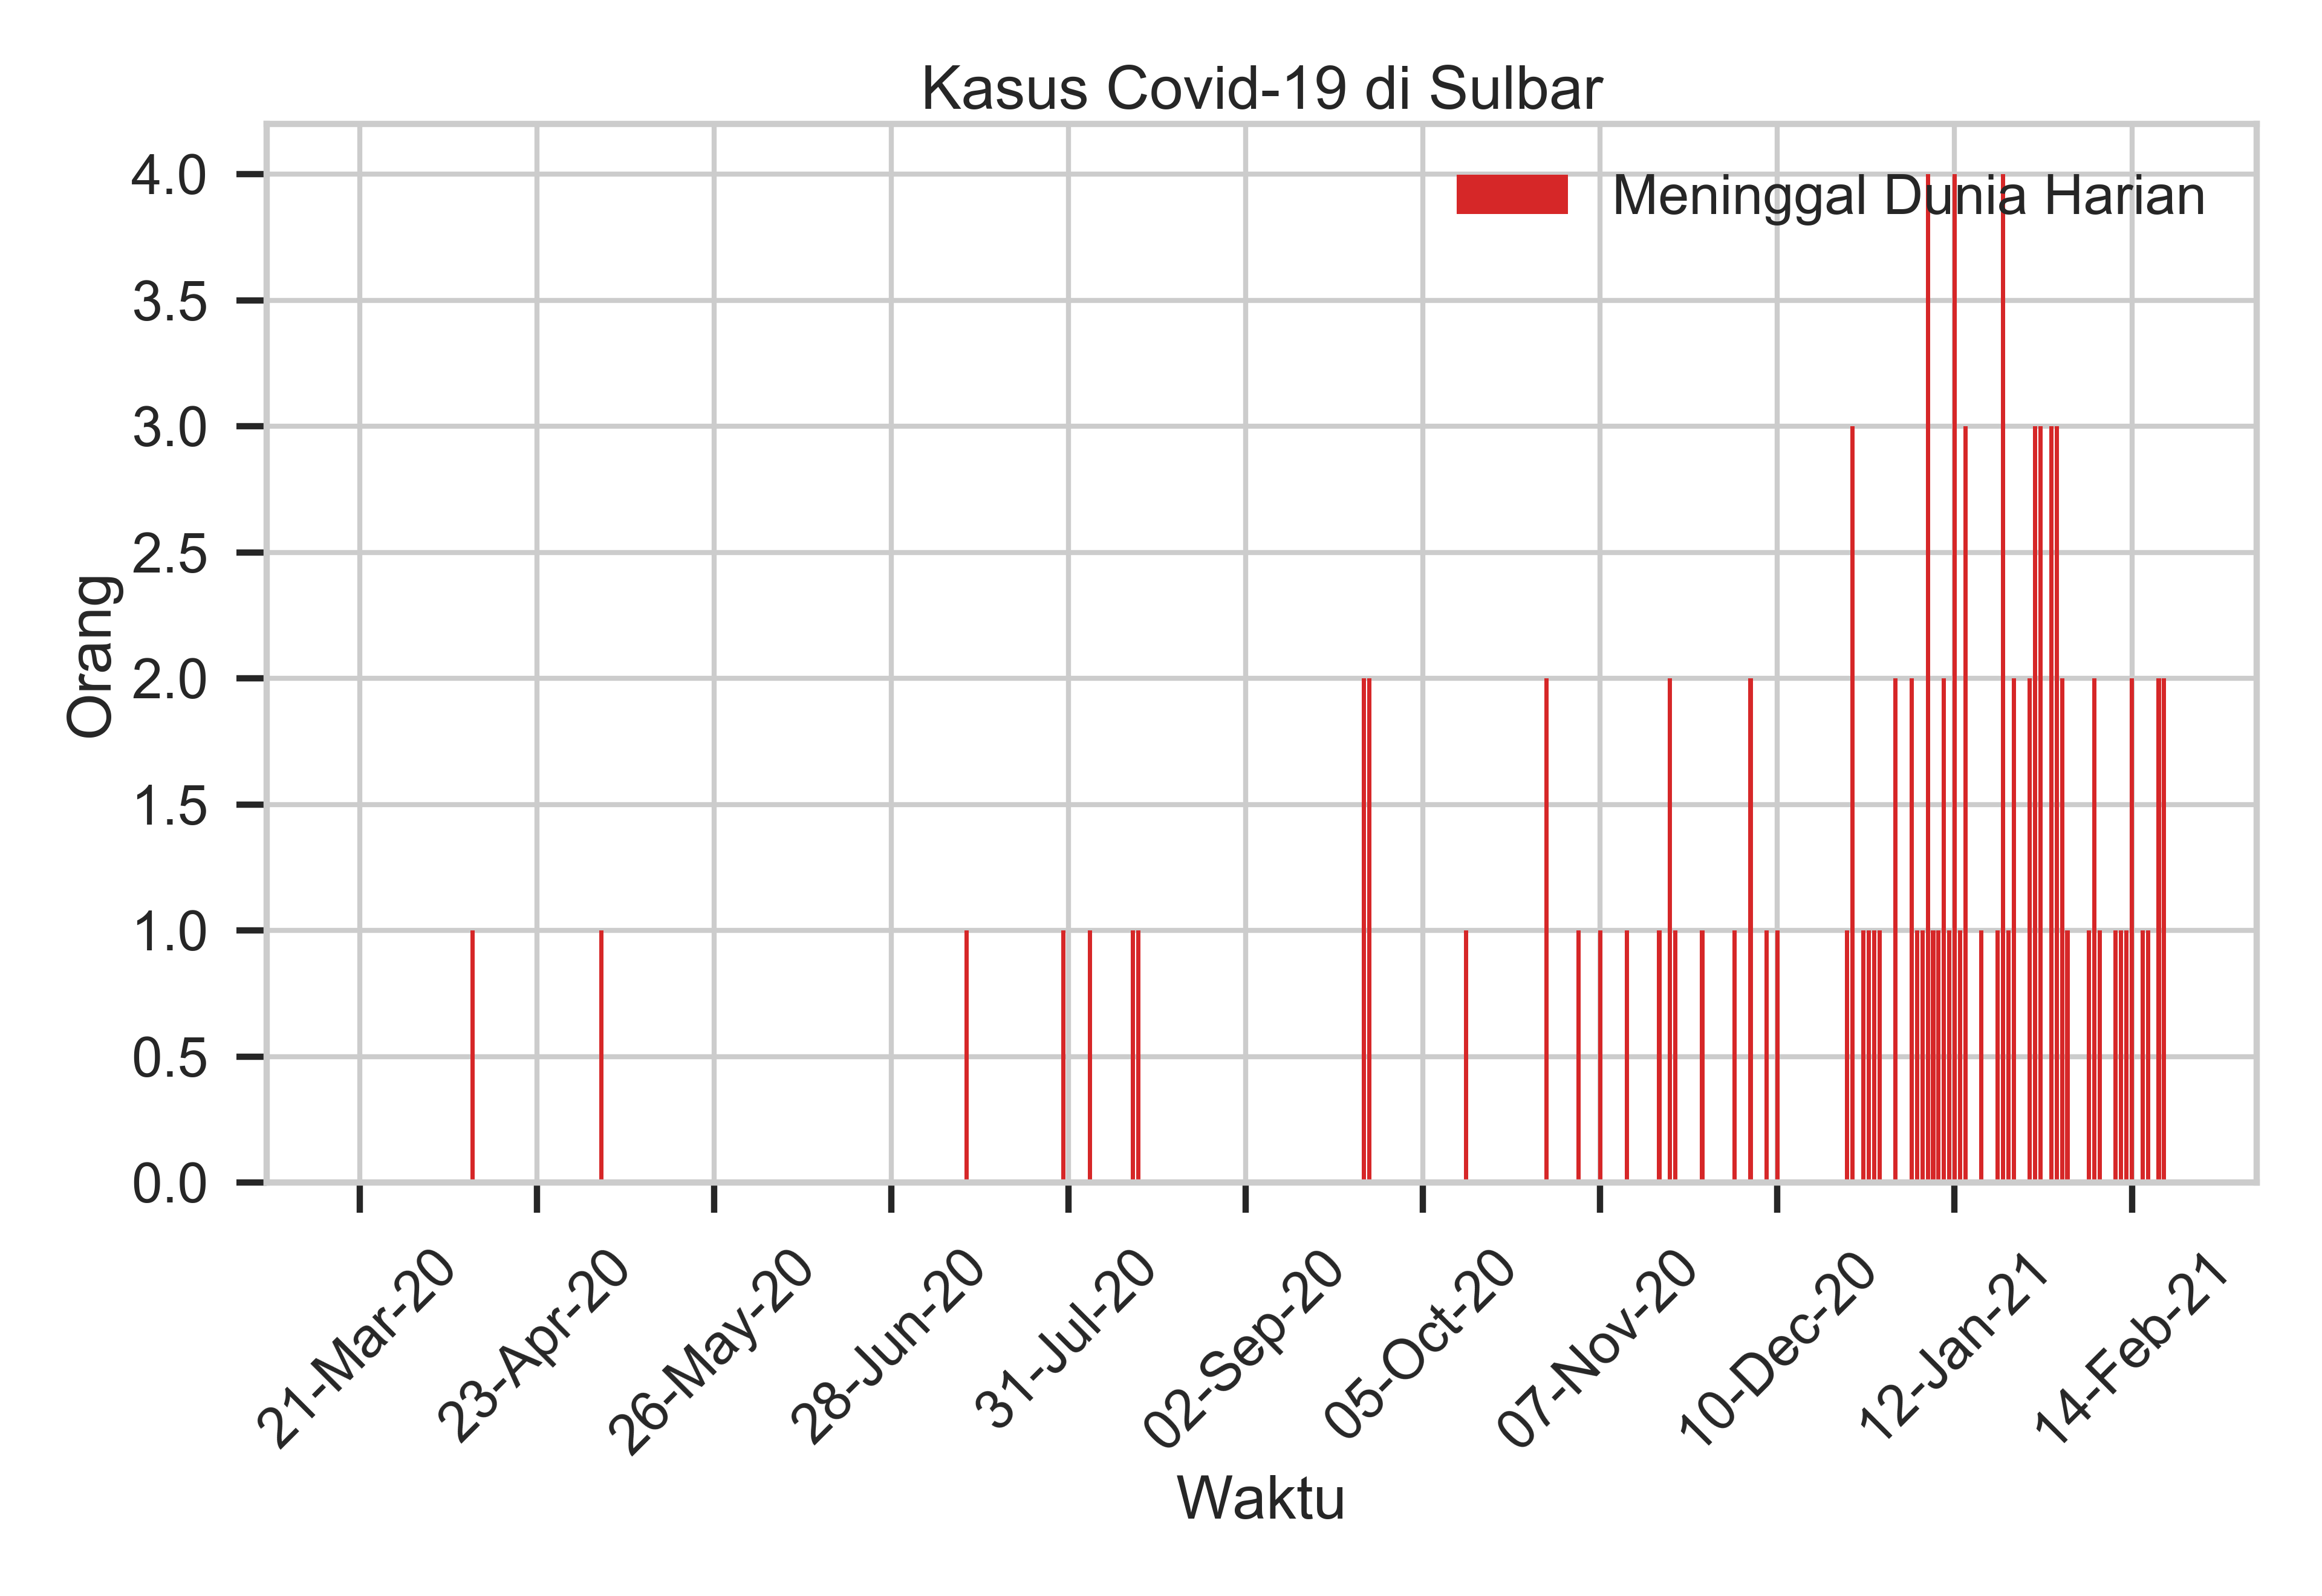 Kasus Covid-19 di Sulbar
Meninggal Dunia Harian
4.0
3.5
3.0
2.5
2.0
1.5
1.0
0.5
0.0
Orang
21-Mar-20
23-Apr-20
26-May-20
28-Jun-20
31-Jul-20
02-Sep-20
05-Oct-20
07-Nov-20
10-Dec-20
12-Jan-21
14-Feb-21
Waktu